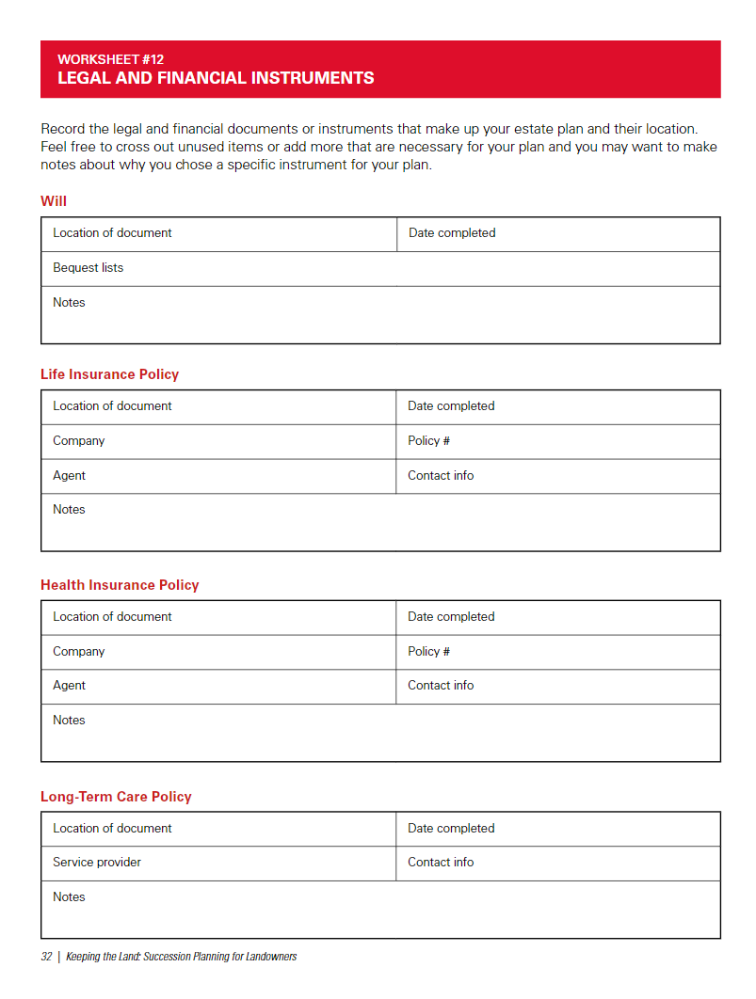 WORKSHEET #12
LEGAL AND FINANCIAL INSTRUMENTS
Record the legal and financial documents or instruments that make up your estate plan and their location.
Feel free to cross out unused items or add more that are necessary for your plan and you may want to make
notes about why you chose a specific instrument for your plan.
Will
Location of document Date completed
Bequest lists
Notes
Life Insurance Policy
Location of document Date completed
Company Policy #
Agent Contact info
Notes
Health Insurance Policy
Location of document Date completed
Company Policy #
Agent Contact info
Notes
Long-Term Care Policy
Location of document Date completed
Service provider Contact info
Notes
32 | Keeping the Land: Succession Planning for Landowners